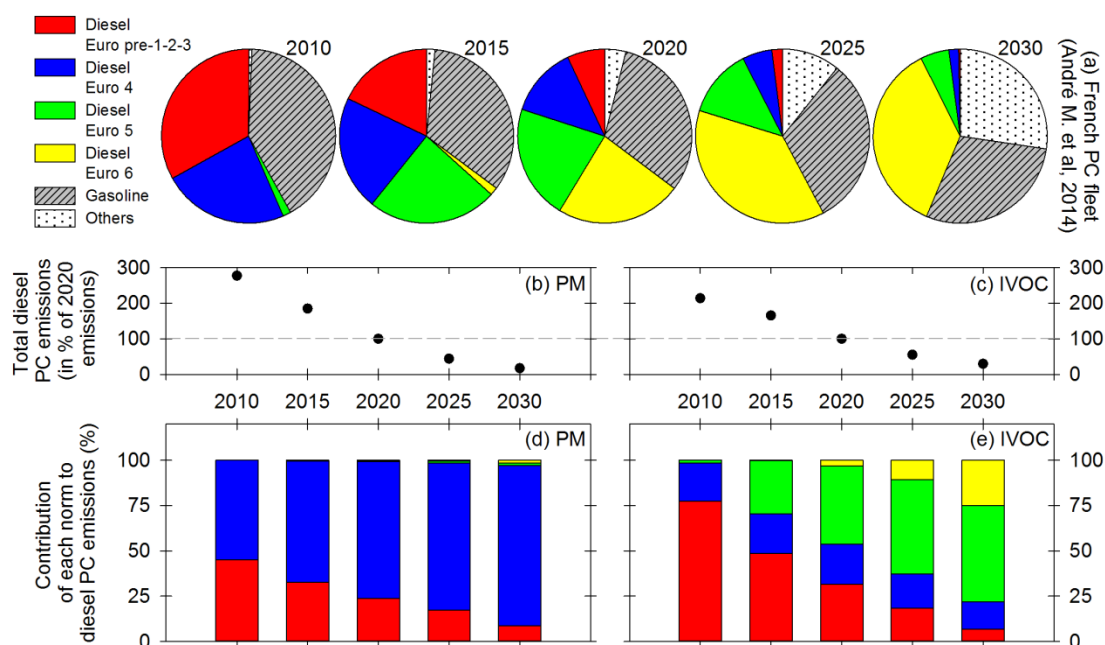 Diesel
Euro pre-1-2-3
Diesel
Euro 4
Diesel
Euro 5
Diesel
Euro 6
Gasoline
Others
2010
2015
2020
2025
2030
(a) French PC fleet
(André M. et al, 2014)
Total diesel
PC emissions
(in % of 2020
emissions)
300
200
100
0
(b) PM
(c) IVOC
300
200
100
0
2010
2015
2020
2025
2030
2010
2015
2020
2025
2030
Contribution
of each norm to
diesel PC emissions (%)
100
75
50
25
0
(d) PM
(e) IVOC
100
75
50
25
0